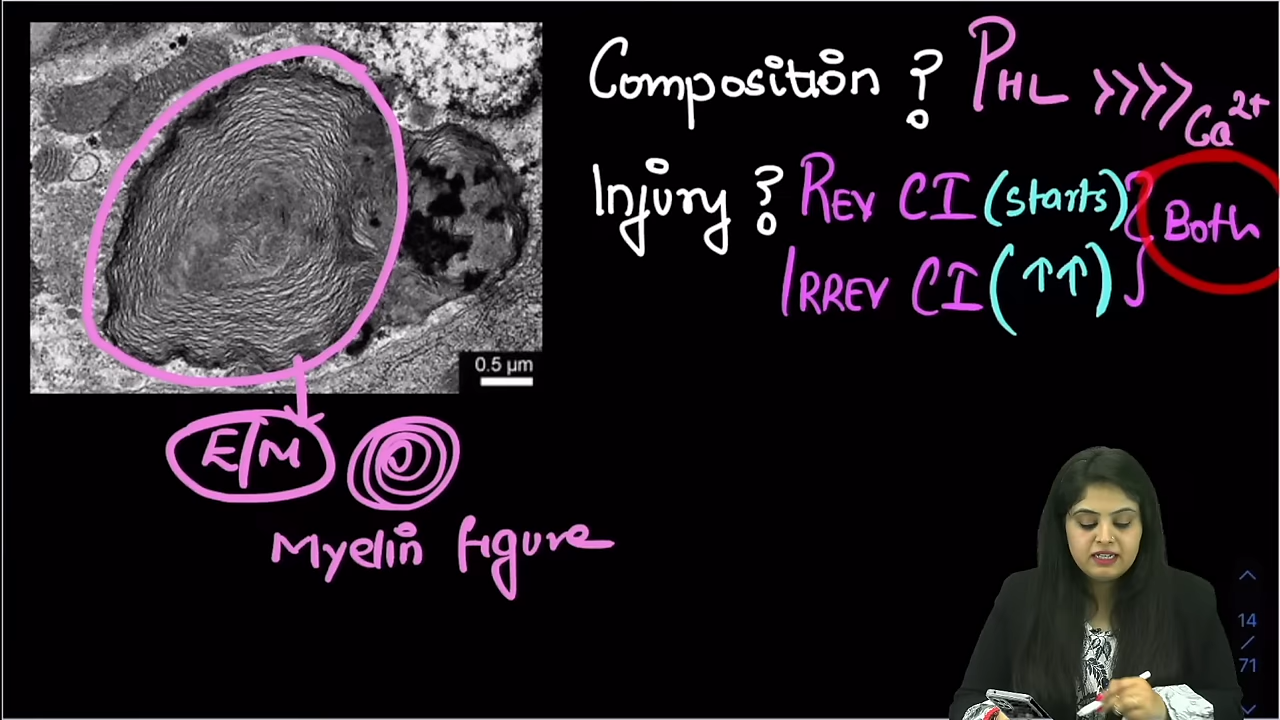 Composition ? PHL >>>> Ca²⁺
Injury ? REV CI (starts) } Both
IRREV CI (↑↑)
0.5 µm
E/M
Myelin figure
14
/
71